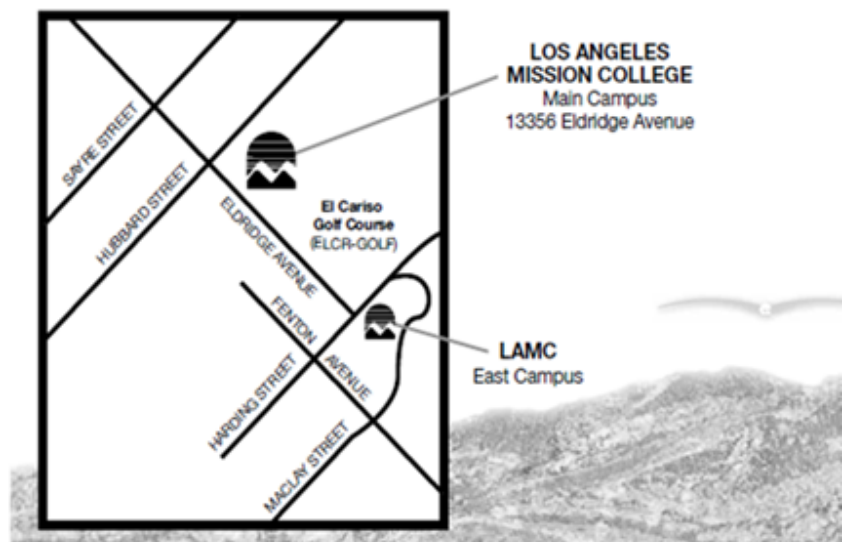 LOS ANGELES
MISSION COLLEGE
Main Campus
13356 Eldridge Avenue
SAYRE STREET
HUBBARD STREET
ELDRIDGE AVENUE
El Cariso
Golf Course
(ELCR-GOLF)
FENTON
AVENUE
HARDING STREET
MACLAY STREET
LAMC
East Campus